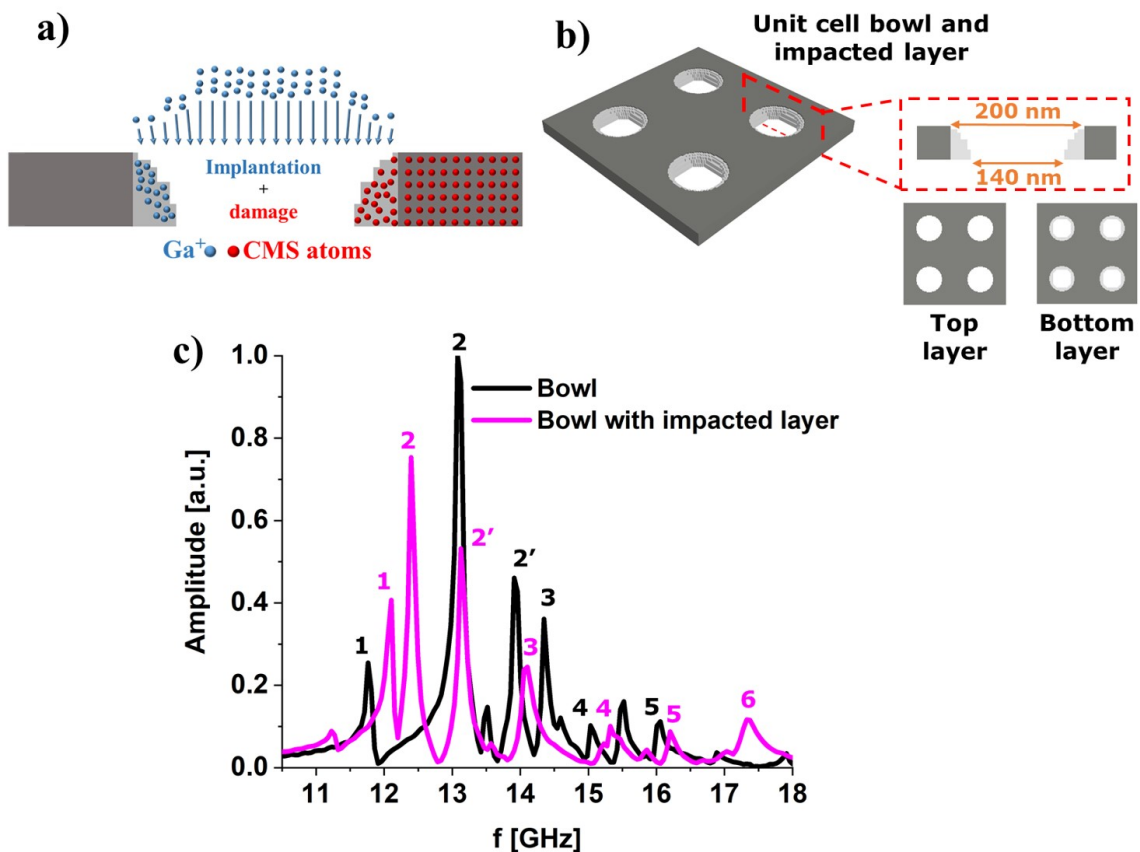 a)
Implantation
+
damage
Ga+
CMS atoms
b)
Unit cell bowl and
impacted layer
200 nm
140 nm
Top
layer
Bottom
layer
c)
Bowl
Bowl with impacted layer
Amplitude [a.u.]
1.0
0.8
0.6
0.4
0.2
0.0
1
1
2
2
2′
2′
3
3
4
4
5
5
6
11 12 13 14 15 16 17 18
f [GHz]